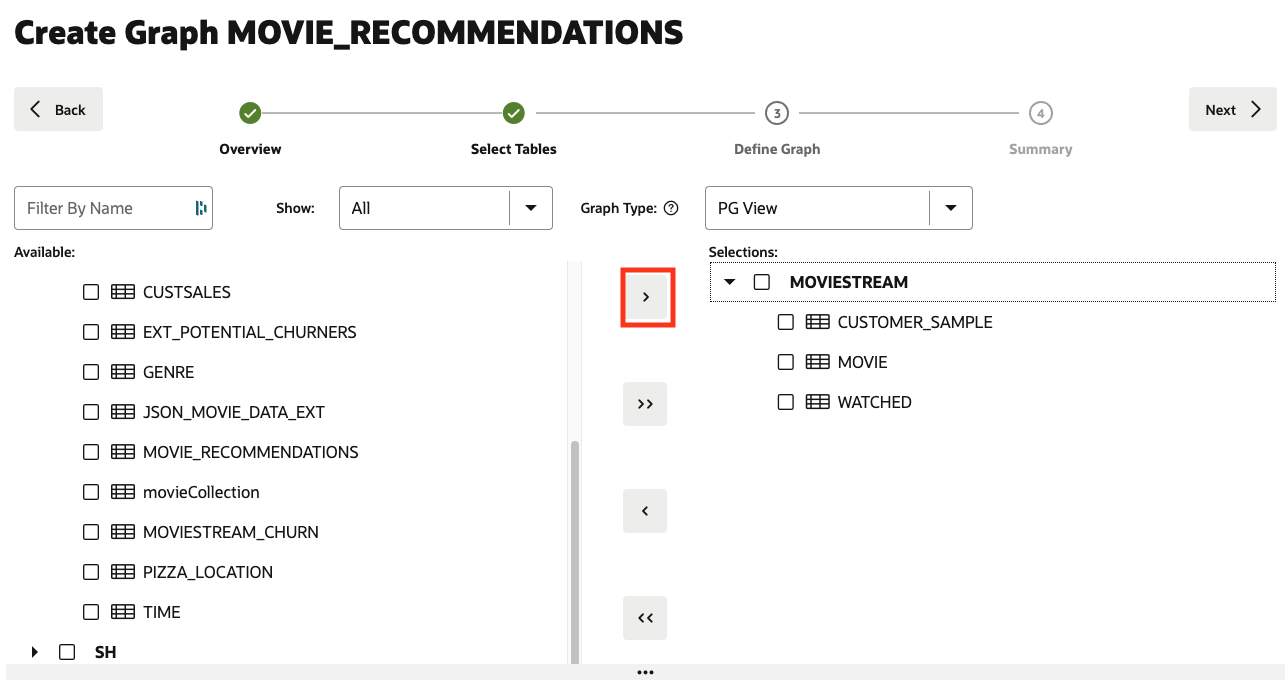 Create Graph MOVIE_RECOMMENDATIONS
Back
Next
3
4
Overview
Select Tables
Define Graph
Summary
Filter By Name
Show:
All
Graph Type: ?
PG View
Available:
Selections:
CUSTSALES
EXT_POTENTIAL_CHURNERS
GENRE
JSON_MOVIE_DATA_EXT
MOVIE_RECOMMENDATIONS
movieCollection
MOVIESTREAM_CHURN
PIZZA_LOCATION
TIME
SH
>
>>
<
<<
MOVIESTREAM
CUSTOMER_SAMPLE
MOVIE
WATCHED